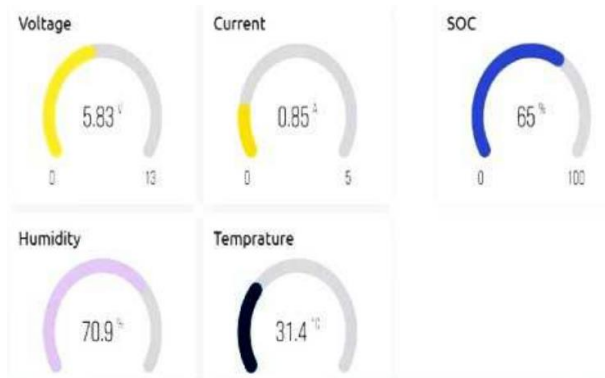 Voltage
5.83 V
0 13
Current
0.85 A
0 5
SOC
65 %
0 100
Humidity
70.9 %
Temprature
31.4 °C